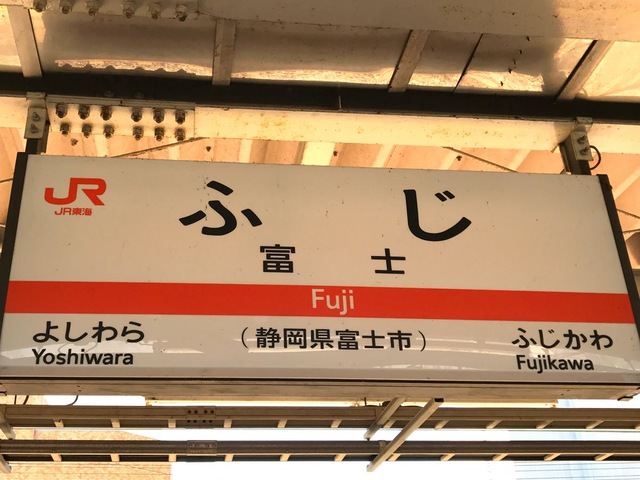 JR
JR東海
ふじ
富士
Fuji
よしわら
Yoshiwara
(静岡県富士市)
ふじかわ
Fujikawa